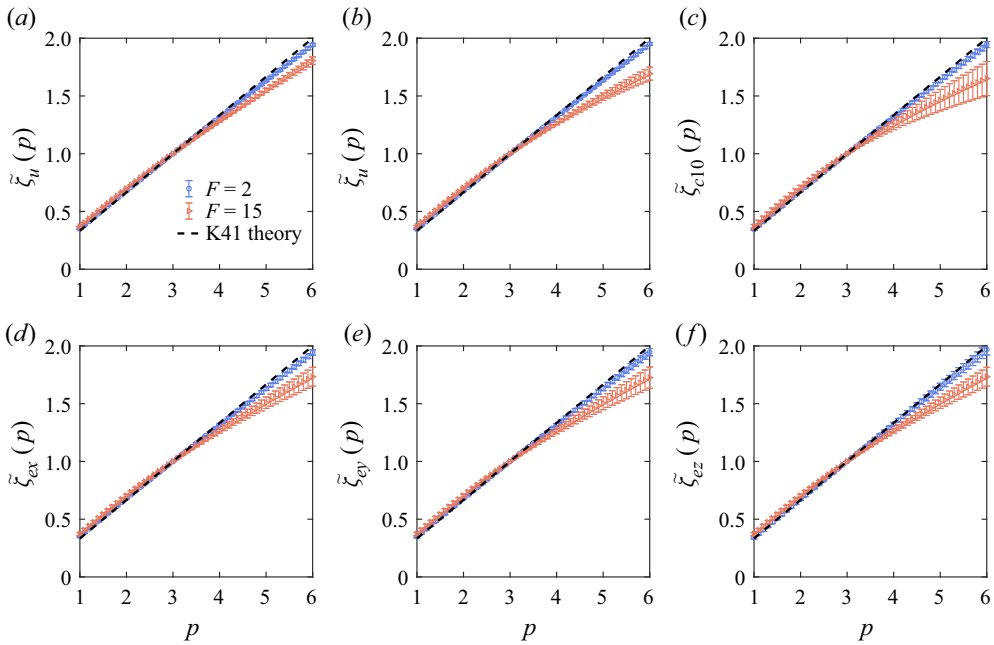 (a) (b) (c)
2.0 2.0 2.0
1.5 1.5 1.5
ζ̃u (p) 1.0 ζ̃u (p) 1.0 ζ̃c10 (p) 1.0
F = 2
0.5 F = 15 0.5 0.5
K41 theory
0 0 0
1 2 3 4 5 6 1 2 3 4 5 6 1 2 3 4 5 6
(d) (e) (f)
2.0 2.0 2.0
1.5 1.5 1.5
ζ̃ex (p) 1.0 ζ̃ey (p) 1.0 ζ̃ez (p) 1.0
0.5 0.5 0.5
0 0 0
1 2 3 4 5 6 1 2 3 4 5 6 1 2 3 4 5 6
p p p